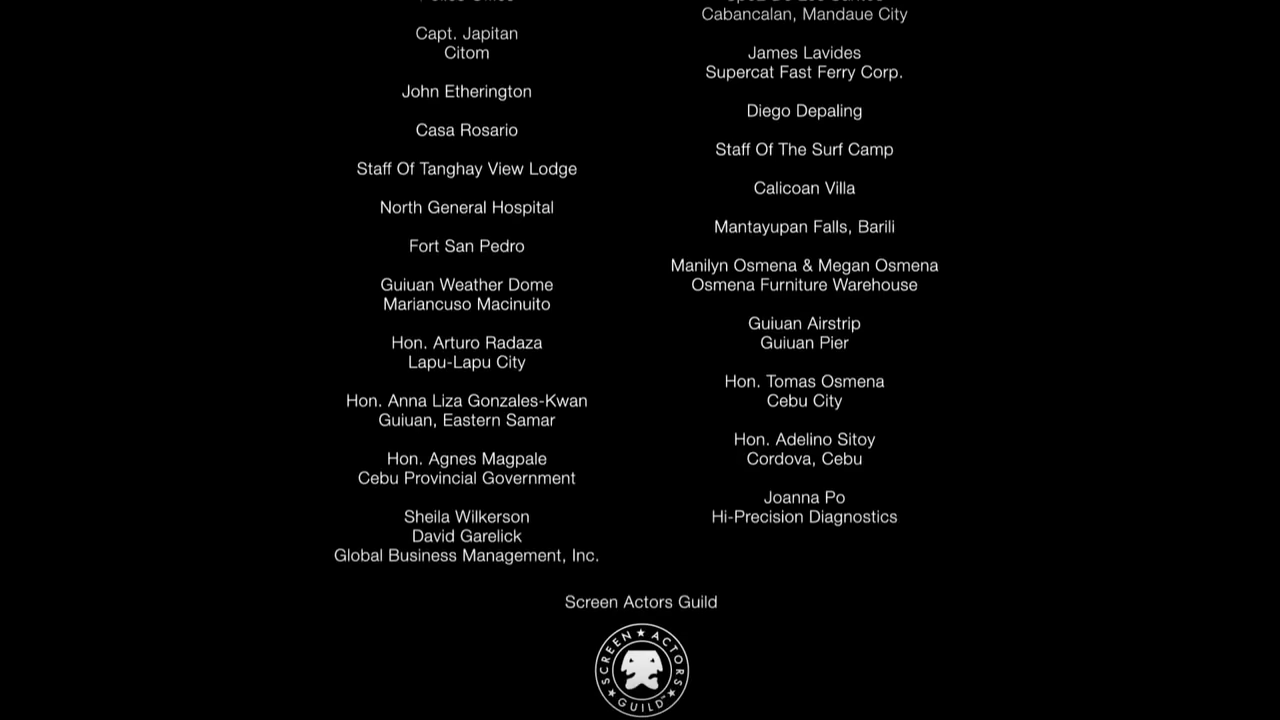 Capt. Japitan
Citom
John Etherington
Casa Rosario
Staff Of Tanghay View Lodge
North General Hospital
Fort San Pedro
Guiuan Weather Dome
Mariancuso Macinuito
Hon. Arturo Radaza
Lapu-Lapu City
Hon. Anna Liza Gonzales-Kwan
Guiuan, Eastern Samar
Hon. Agnes Magpale
Cebu Provincial Government
Sheila Wilkerson
David Garelick
Global Business Management, Inc.
Cabancalan, Mandaue City
James Lavides
Supercat Fast Ferry Corp.
Diego Depaling
Staff Of The Surf Camp
Calicoan Villa
Mantayupan Falls, Barili
Manilyn Osmena & Megan Osmena
Osmena Furniture Warehouse
Guiuan Airstrip
Guiuan Pier
Hon. Tomas Osmena
Cebu City
Hon. Adelino Sitoy
Cordova, Cebu
Joanna Po
Hi-Precision Diagnostics
Screen Actors Guild
SCREEN ★ ACTORS ★ GUILD™ ★